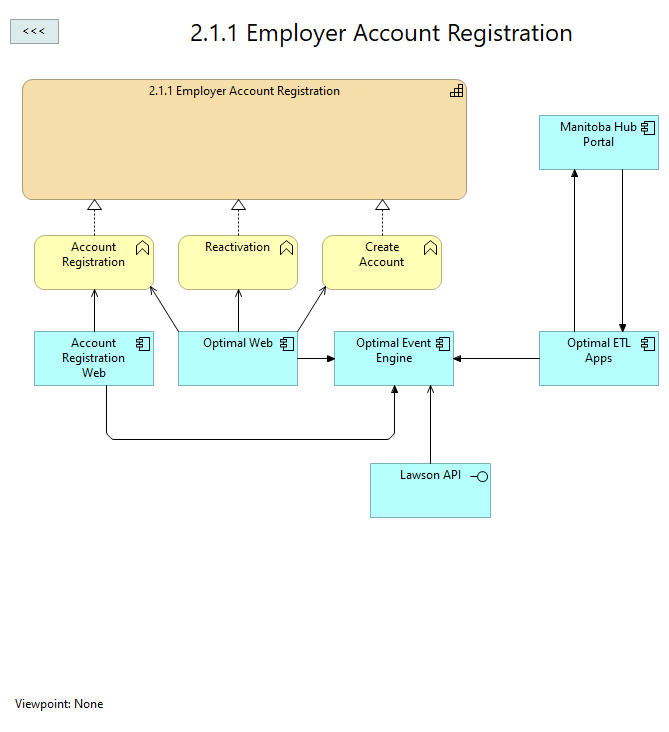 <<<
2.1.1 Employer Account Registration
2.1.1 Employer Account Registration
Manitoba Hub
Portal
Account
Registration
Reactivation
Create
Account
Account
Registration
Web
Optimal Web
Optimal Event
Engine
Optimal ETL
Apps
Lawson API
Viewpoint: None